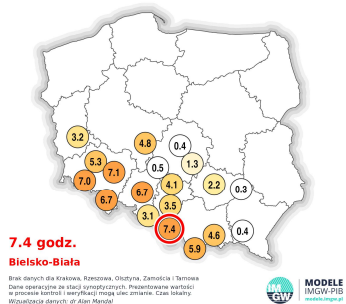 3.2
4.8
0.4
5.3
0.5
1.3
7.0
7.1
4.1
2.2
0.3
6.7
6.7
3.5
3.1
7.4
4.6
0.4
5.9
7.4 godz.
Bielsko-Biała
Brak danych dla Krakowa, Rzeszowa, Olsztyna, Zamościa i Tarnowa
Dane operacyjne ze stacji synoptycznych. Prezentowane wartości
w procesie kontroli i weryfikacji mogą ulec zmianie. Czas lokalny.
Wizualizacja danych: dr Alan Mandal
IM
GW
MODELE
IMGW-PIB
modele.imgw.pl